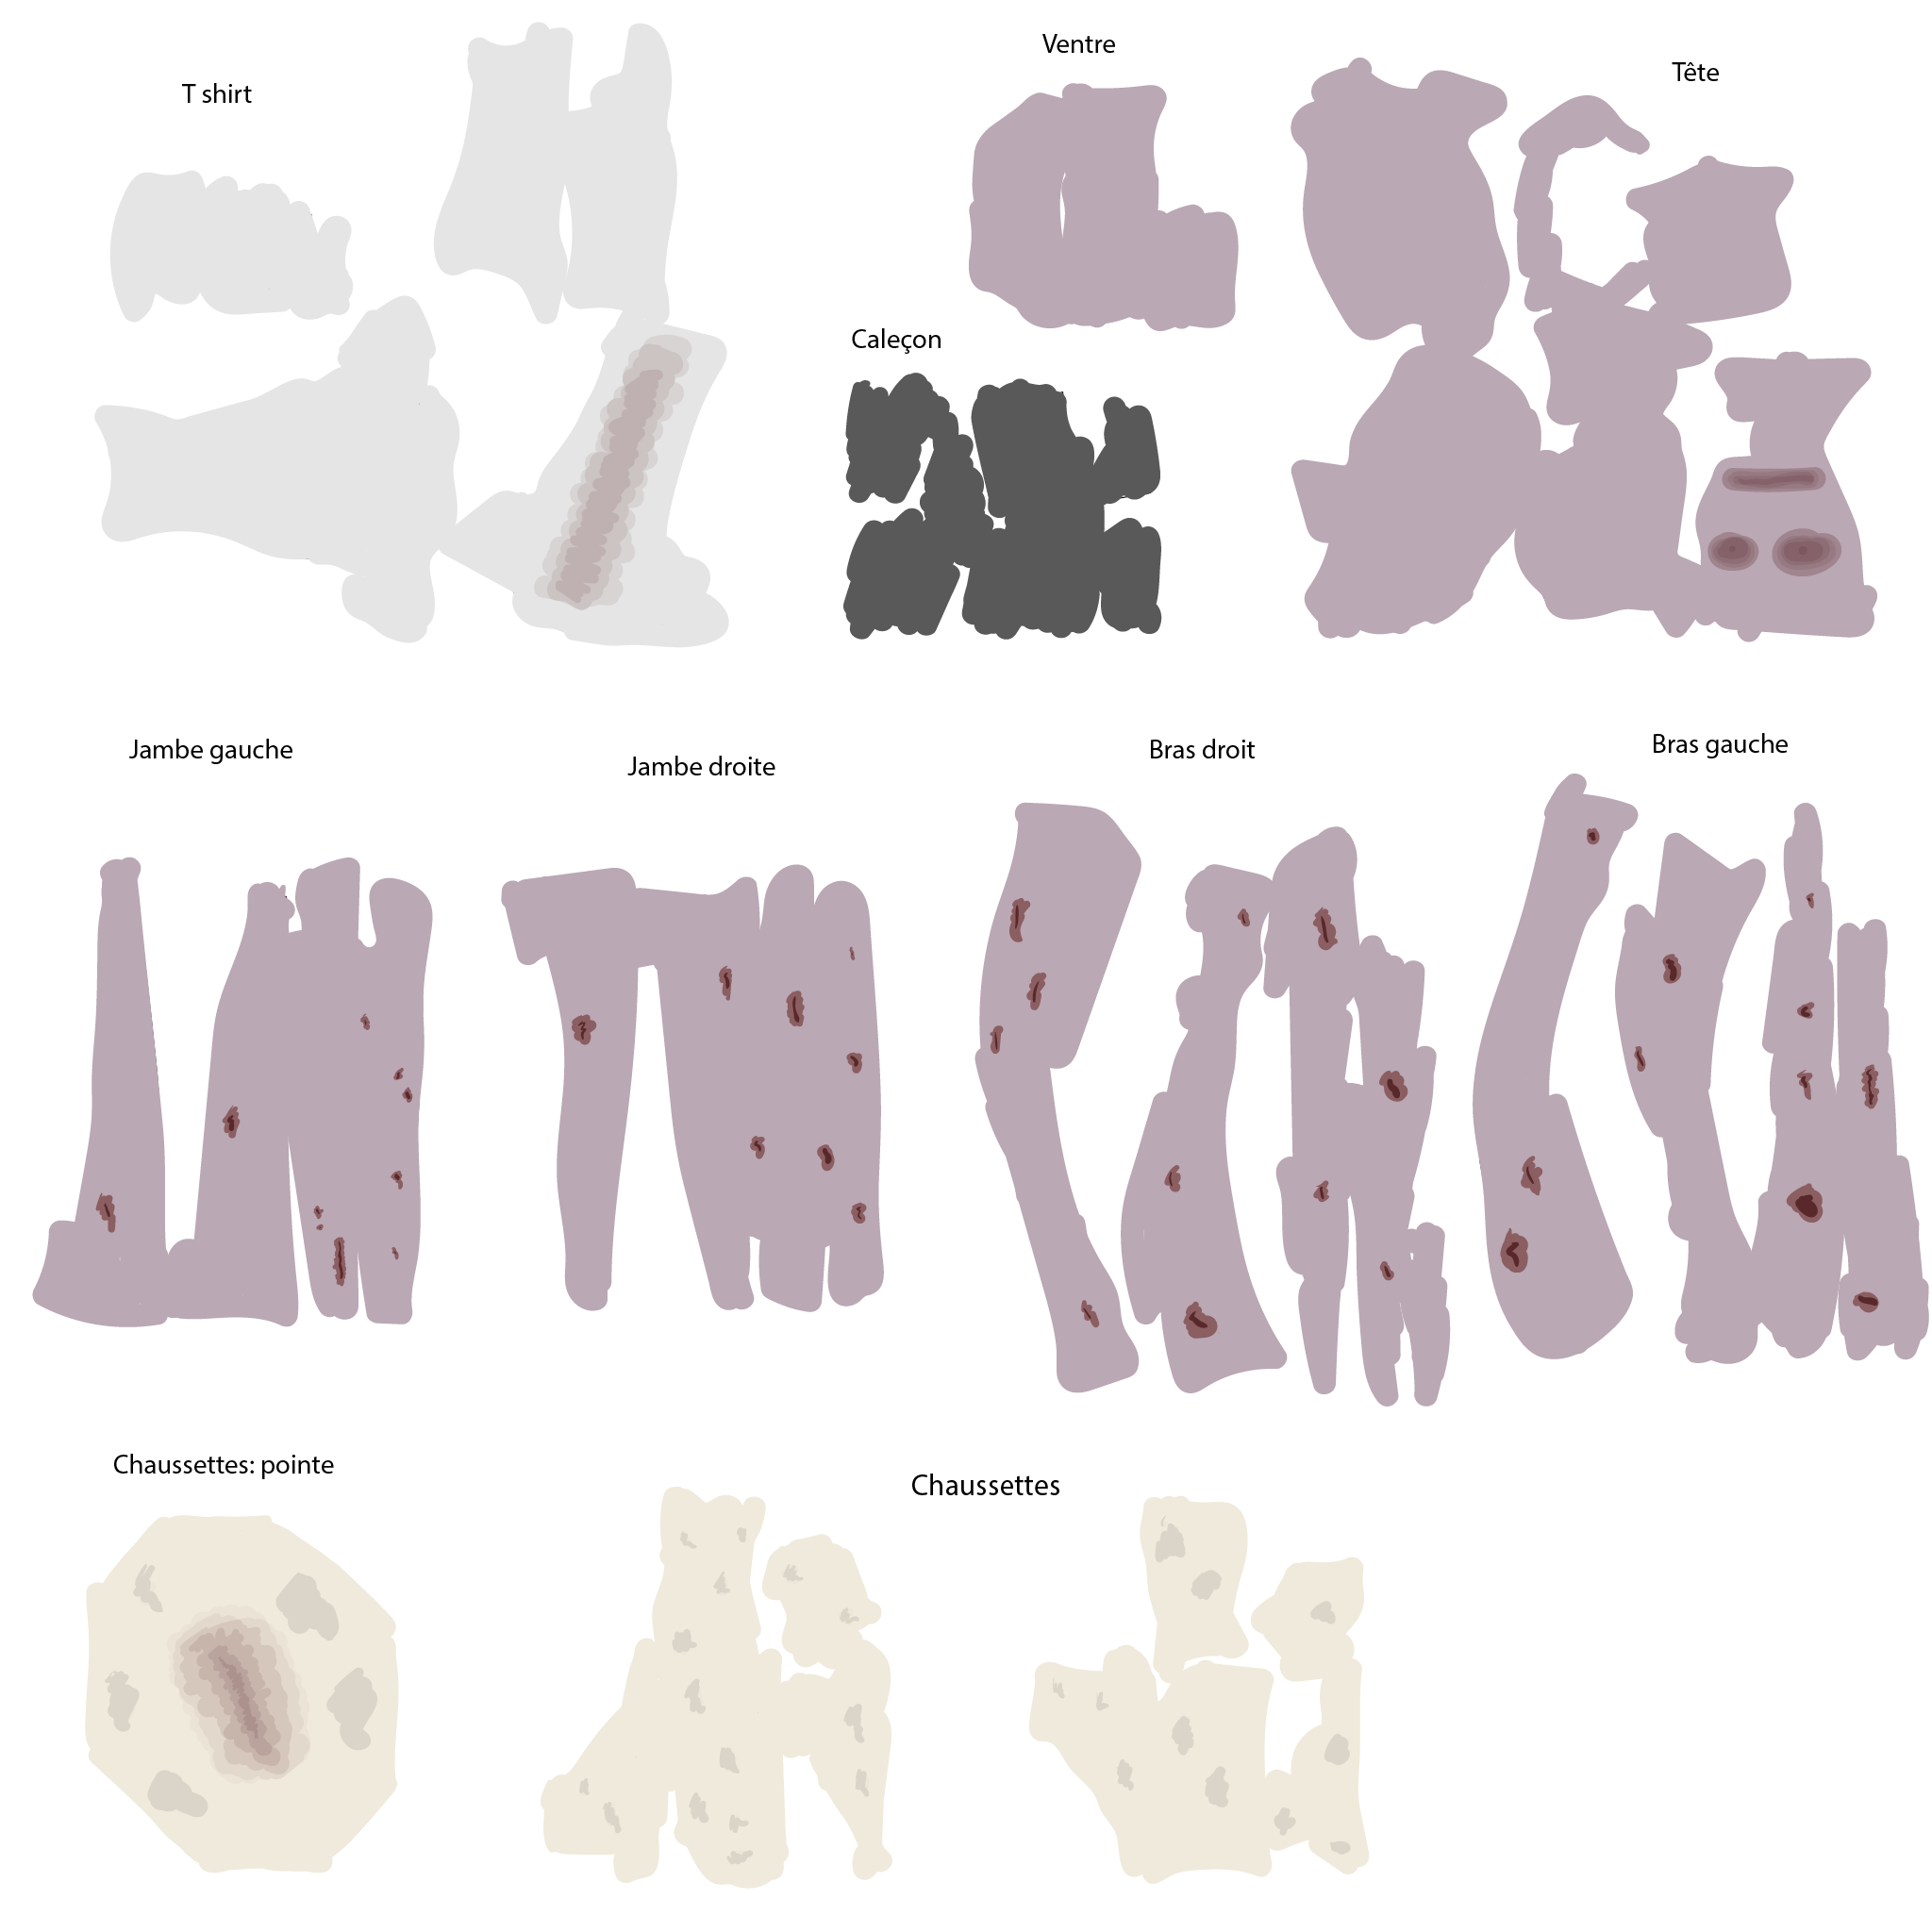 Ventre
Tête
T shirt
Caleçon
Jambe gauche
Jambe droite
Bras droit
Bras gauche
Chaussettes: pointe
Chaussettes